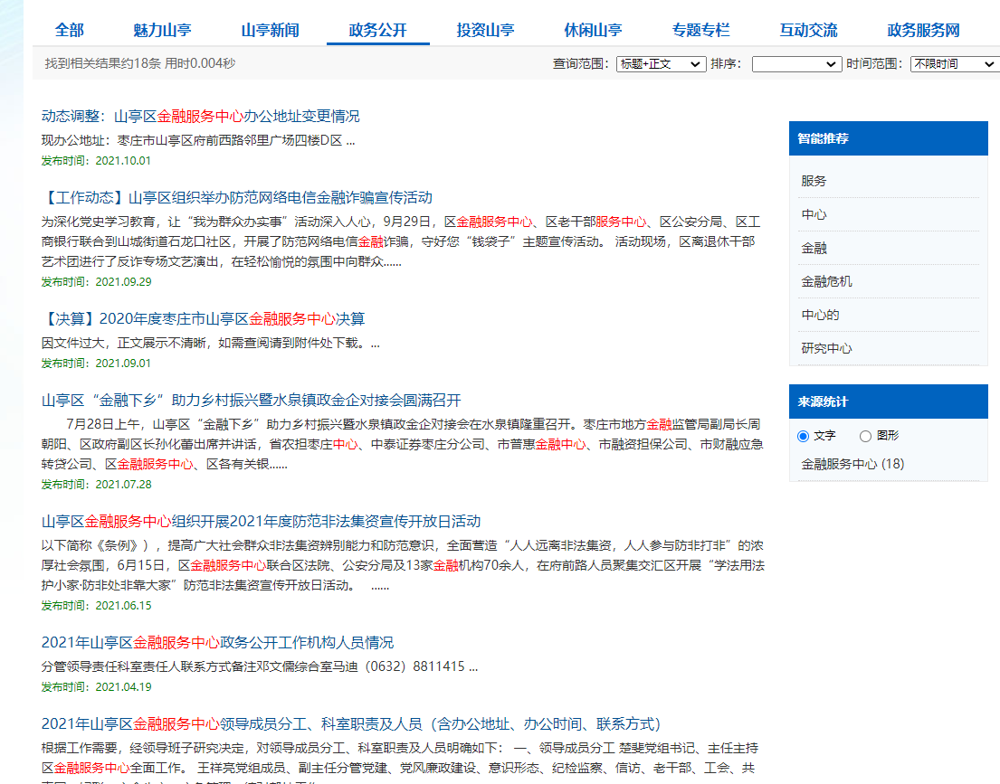 全部 魅力山亭 山亭新闻 政务公开 投资山亭 休闲山亭 专题专栏 互动交流 政务服务网
找到相关结果约18条 用时0.004秒 查询范围： 标题+正文 排序： 时间范围： 不限时间
动态调整：山亭区金融服务中心办公地址变更情况
现办公地址：枣庄市山亭区府前西路邻里广场四楼D区 ...
发布时间：2021.10.01
【工作动态】山亭区组织举办防范网络电信金融诈骗宣传活动
为深化党史学习教育，让“我为群众办实事”活动深入人心，9月29日，区金融服务中心、区老干部服务中心、区公安分局、区工
商银行联合到山城街道石龙口社区，开展了防范网络电信金融诈骗，守好您“钱袋子”主题宣传活动。 活动现场，区离退休干部
艺术团进行了反诈专场文艺演出，在轻松愉悦的氛围中向群众......
发布时间：2021.09.29
【决算】2020年度枣庄市山亭区金融服务中心决算
因文件过大，正文展示不清晰，如需查阅请到附件处下载。...
发布时间：2021.09.01
山亭区“金融下乡”助力乡村振兴暨水泉镇政金企对接会圆满召开
7月28日上午，山亭区“金融下乡”助力乡村振兴暨水泉镇政金企对接会在水泉镇隆重召开。枣庄市地方金融监管局副局长周
朝阳、区政府副区长孙化蕾出席并讲话，省农担枣庄中心、中泰证券枣庄分公司、市普惠金融中心、市融资担保公司、市财融应急
转贷公司、区金融服务中心、区各有关银......
发布时间：2021.07.28
山亭区金融服务中心组织开展2021年度防范非法集资宣传开放日活动
以下简称《条例》），提高广大社会群众非法集资辨别能力和防范意识，全面营造“人人远离非法集资，人人参与防非打非”的浓
厚社会氛围，6月15日，区金融服务中心联合区法院、公安分局及13家金融机构70余人，在府前路人员聚集交汇区开展“学法用法
护小家·防非处非靠大家”防范非法集资宣传开放日活动。 ......
发布时间：2021.06.15
2021年山亭区金融服务中心政务公开工作机构人员情况
分管领导责任科室责任人联系方式备注邓文儒综合室马迪（0632）8811415 ...
发布时间：2021.04.19
2021年山亭区金融服务中心领导成员分工、科室职责及人员（含办公地址、办公时间、联系方式）
根据工作需要，经领导班子研究决定，对领导成员分工、科室职责及人员明确如下： 一、领导成员分工 楚斐党组书记、主任主持
区金融服务中心全面工作。 王祥亮党组成员、副主任分管党建、党风廉政建设、意识形态、纪检监察、信访、老干部、工会、共
智能推荐
服务
中心
金融
金融危机
中心的
研究中心
来源统计
文字 图形
金融服务中心 (18)